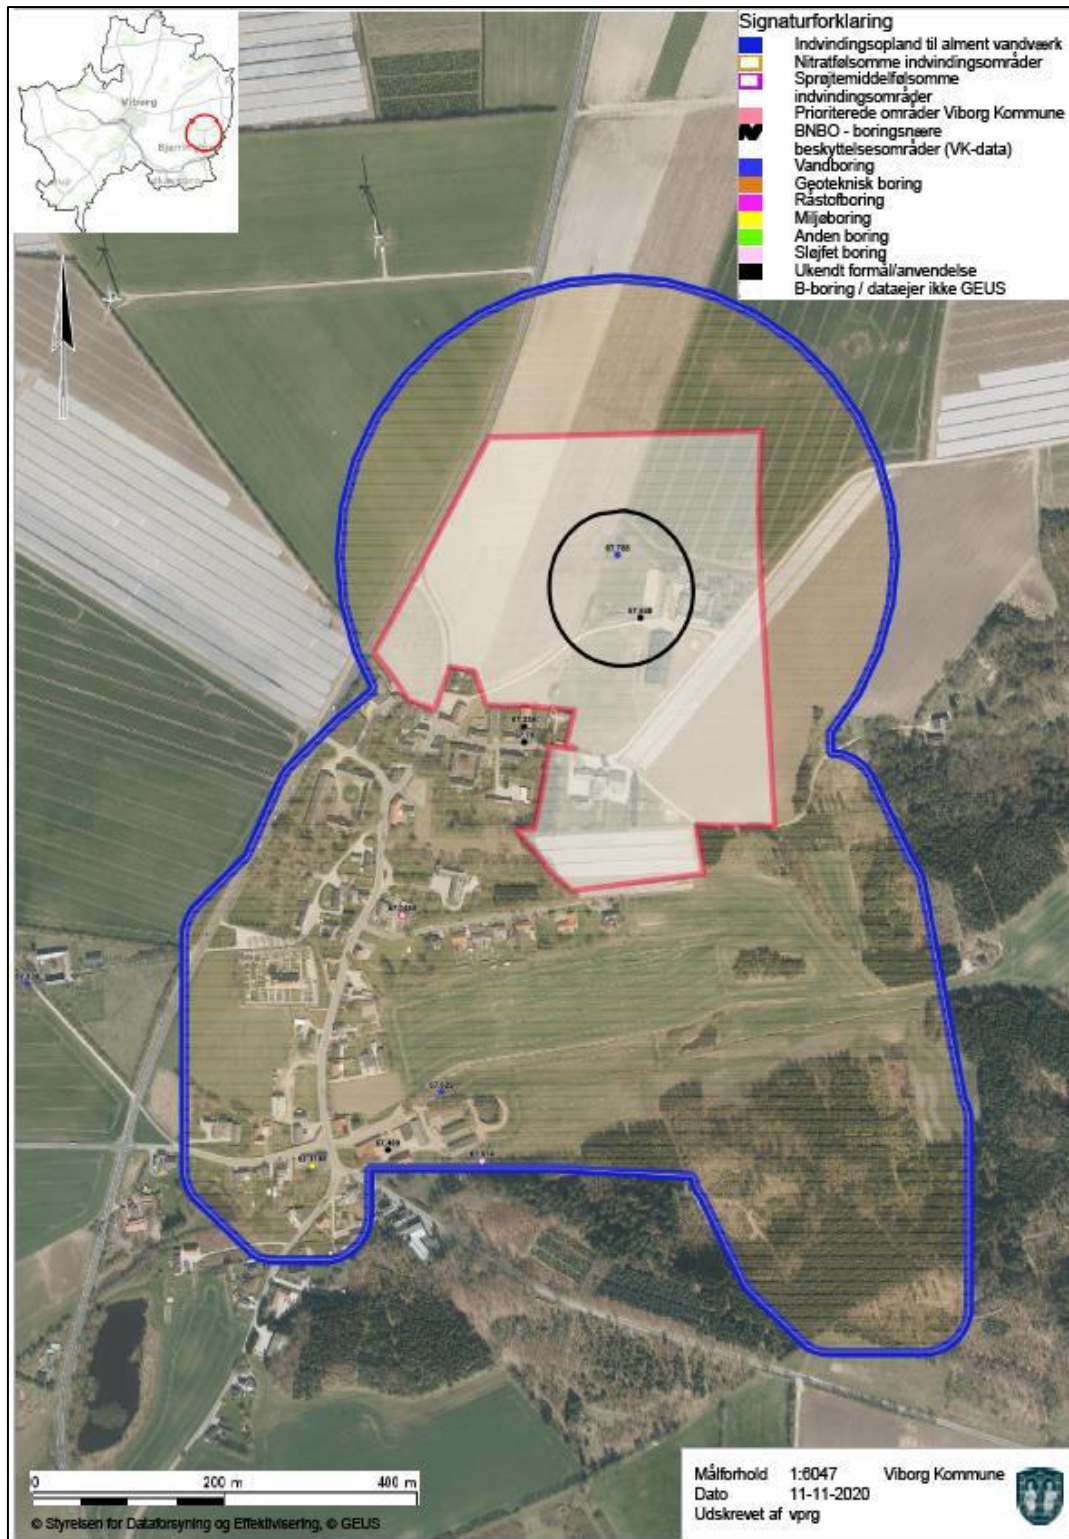 Viborg
Bjerring
Signaturforklaring
Indvindingsopland til alment vandværk
Nitratfølsomme indvindingsområder
Sprøjtemiddelfølsomme
indvindingsområder
Prioriterede områder Viborg Kommune
BNBO - boringsnære
beskyttelsesområder (VK-data)
Vandboring
Geoteknisk boring
Råstofboring
Miljøboring
Anden boring
Sløjfet boring
Ukendt formål/anvendelse
B-boring / dataejer ikke GEUS
0 200 m 400 m
© Styrelsen for Dataforsyning og Effektivisering, © GEUS
Målforhold 1:6047 Viborg Kommune
Dato 11-11-2020
Udskrevet af vprg